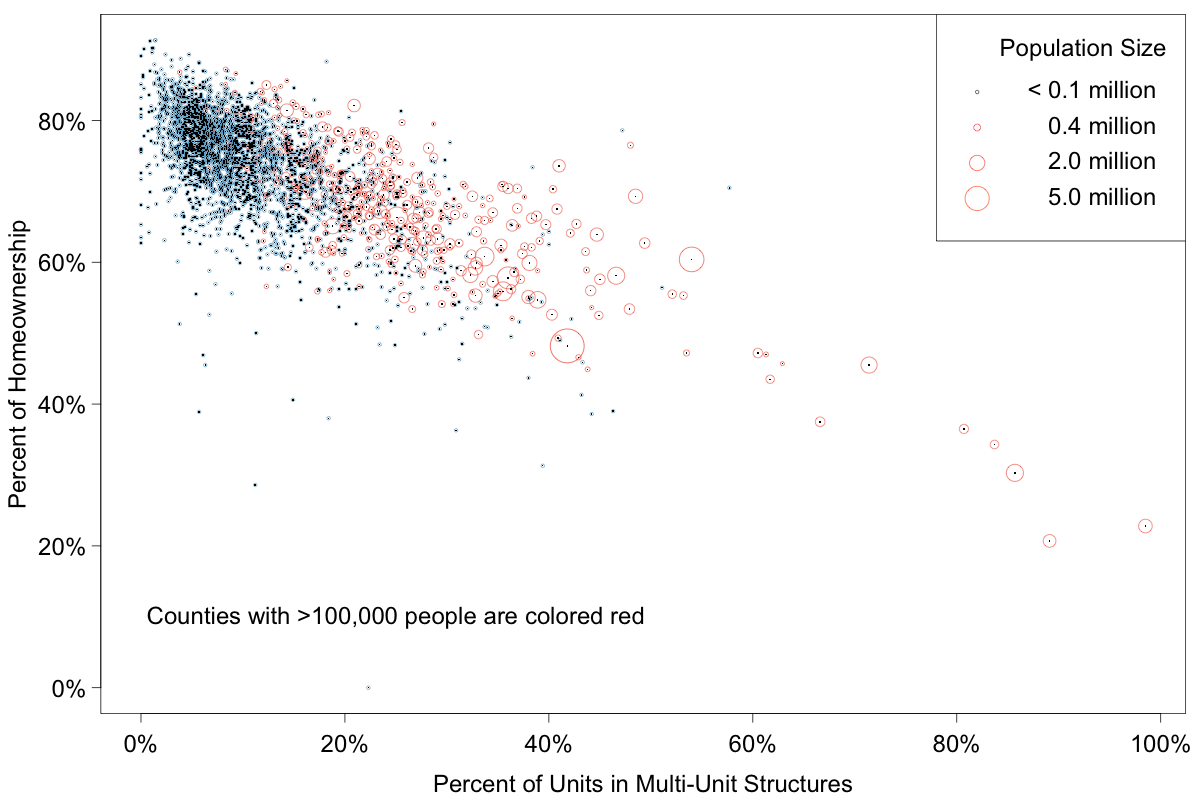 Population Size
< 0.1 million
0.4 million
2.0 million
5.0 million
Percent of Homeownership
80%
60%
40%
20%
0%
Counties with >100,000 people are colored red
0%
20%
40%
60%
80%
100%
Percent of Units in Multi-Unit Structures